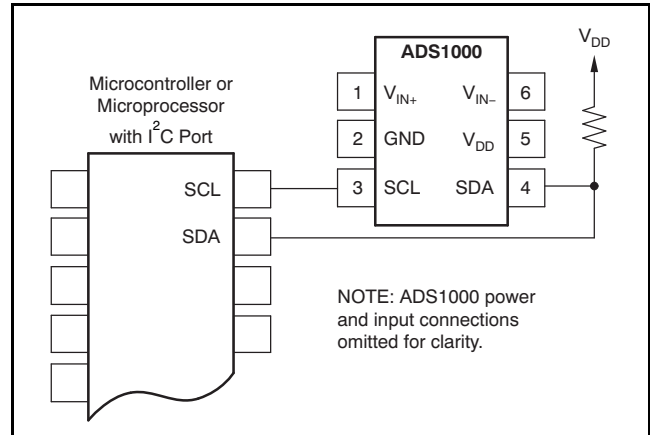 Microcontroller or
Microprocessor
with I²C Port
SCL
SDA
ADS1000
1 V_IN+ V_IN− 6
2 GND V_DD 5
3 SCL SDA 4
V_DD
NOTE: ADS1000 power
and input connections
omitted for clarity.